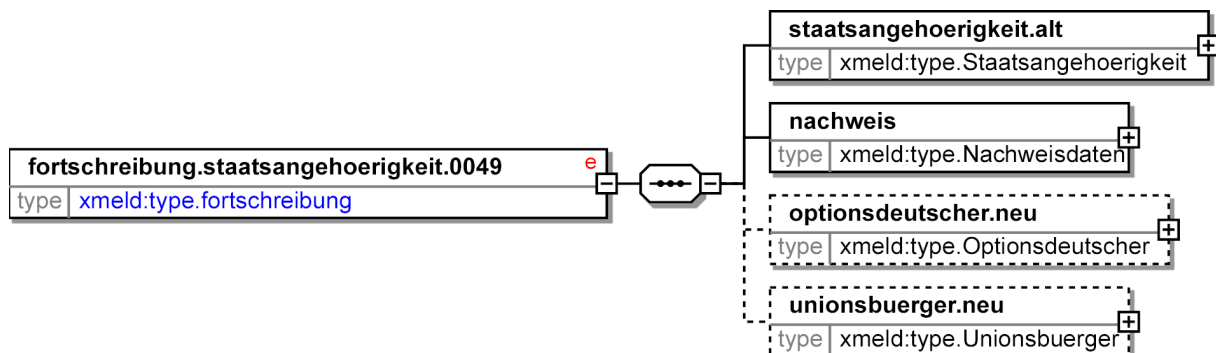 staatsangehoerigkeit.alt
type xmeld:type.Staatsangehoerigkeit
nachweis
type xmeld:type.Nachweisdaten
fortschreibung.staatsangehoerigkeit.0049 e
type xmeld:type.fortschreibung
optionsdeutscher.neu
type xmeld:type.Optionsdeutscher
unionsbuerger.neu
type xmeld:type.Unionsbuerger